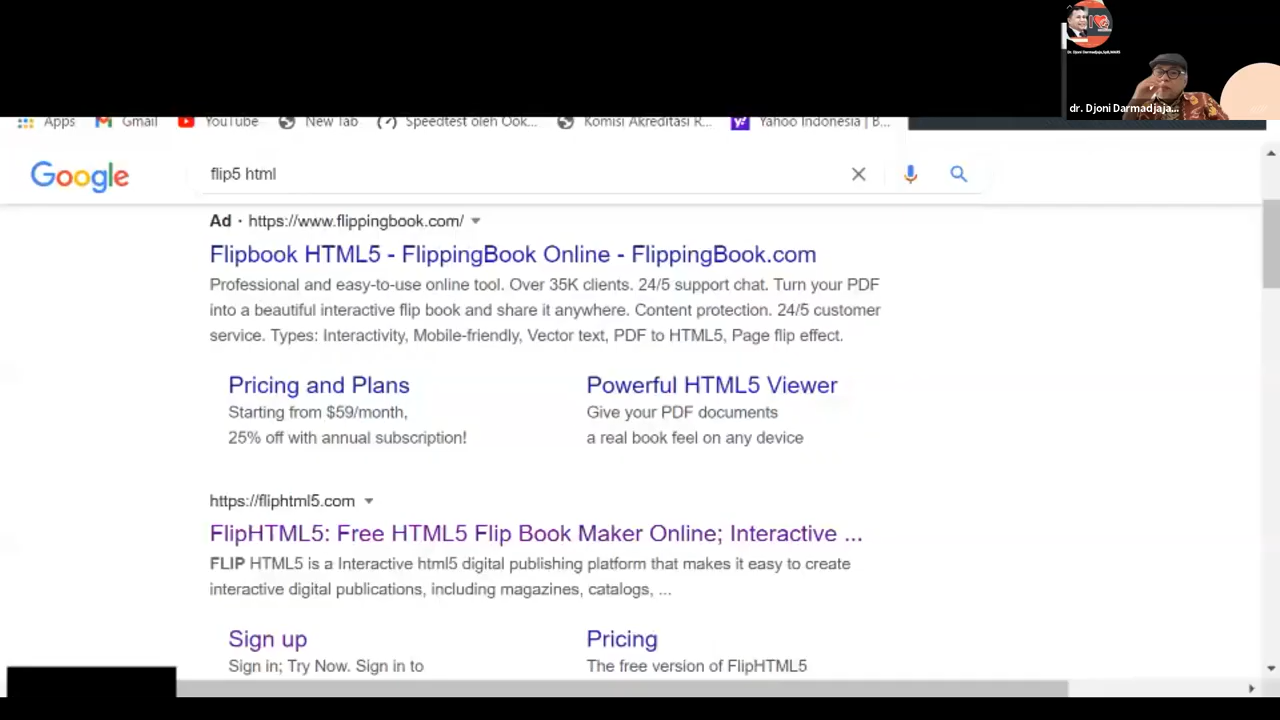 Dr. Djoni Darmadjaja,SpB,MARS
dr. Djoni Darmadjaja...
Apps Gmail YouTube New Tab Speedtest oleh Ook... Komisi Akreditasi R... Yahoo Indonesia | B...
Google flip5 html
Ad · https://www.flippingbook.com/
Flipbook HTML5 - FlippingBook Online - FlippingBook.com
Professional and easy-to-use online tool. Over 35K clients. 24/5 support chat. Turn your PDF
into a beautiful interactive flip book and share it anywhere. Content protection. 24/5 customer
service. Types: Interactivity, Mobile-friendly, Vector text, PDF to HTML5, Page flip effect.
Pricing and Plans
Starting from $59/month,
25% off with annual subscription!
Powerful HTML5 Viewer
Give your PDF documents
a real book feel on any device
https://fliphtml5.com
FlipHTML5: Free HTML5 Flip Book Maker Online; Interactive ...
FLIP HTML5 is a Interactive html5 digital publishing platform that makes it easy to create
interactive digital publications, including magazines, catalogs, ...
Sign up
Sign in; Try Now. Sign in to
Pricing
The free version of FlipHTML5